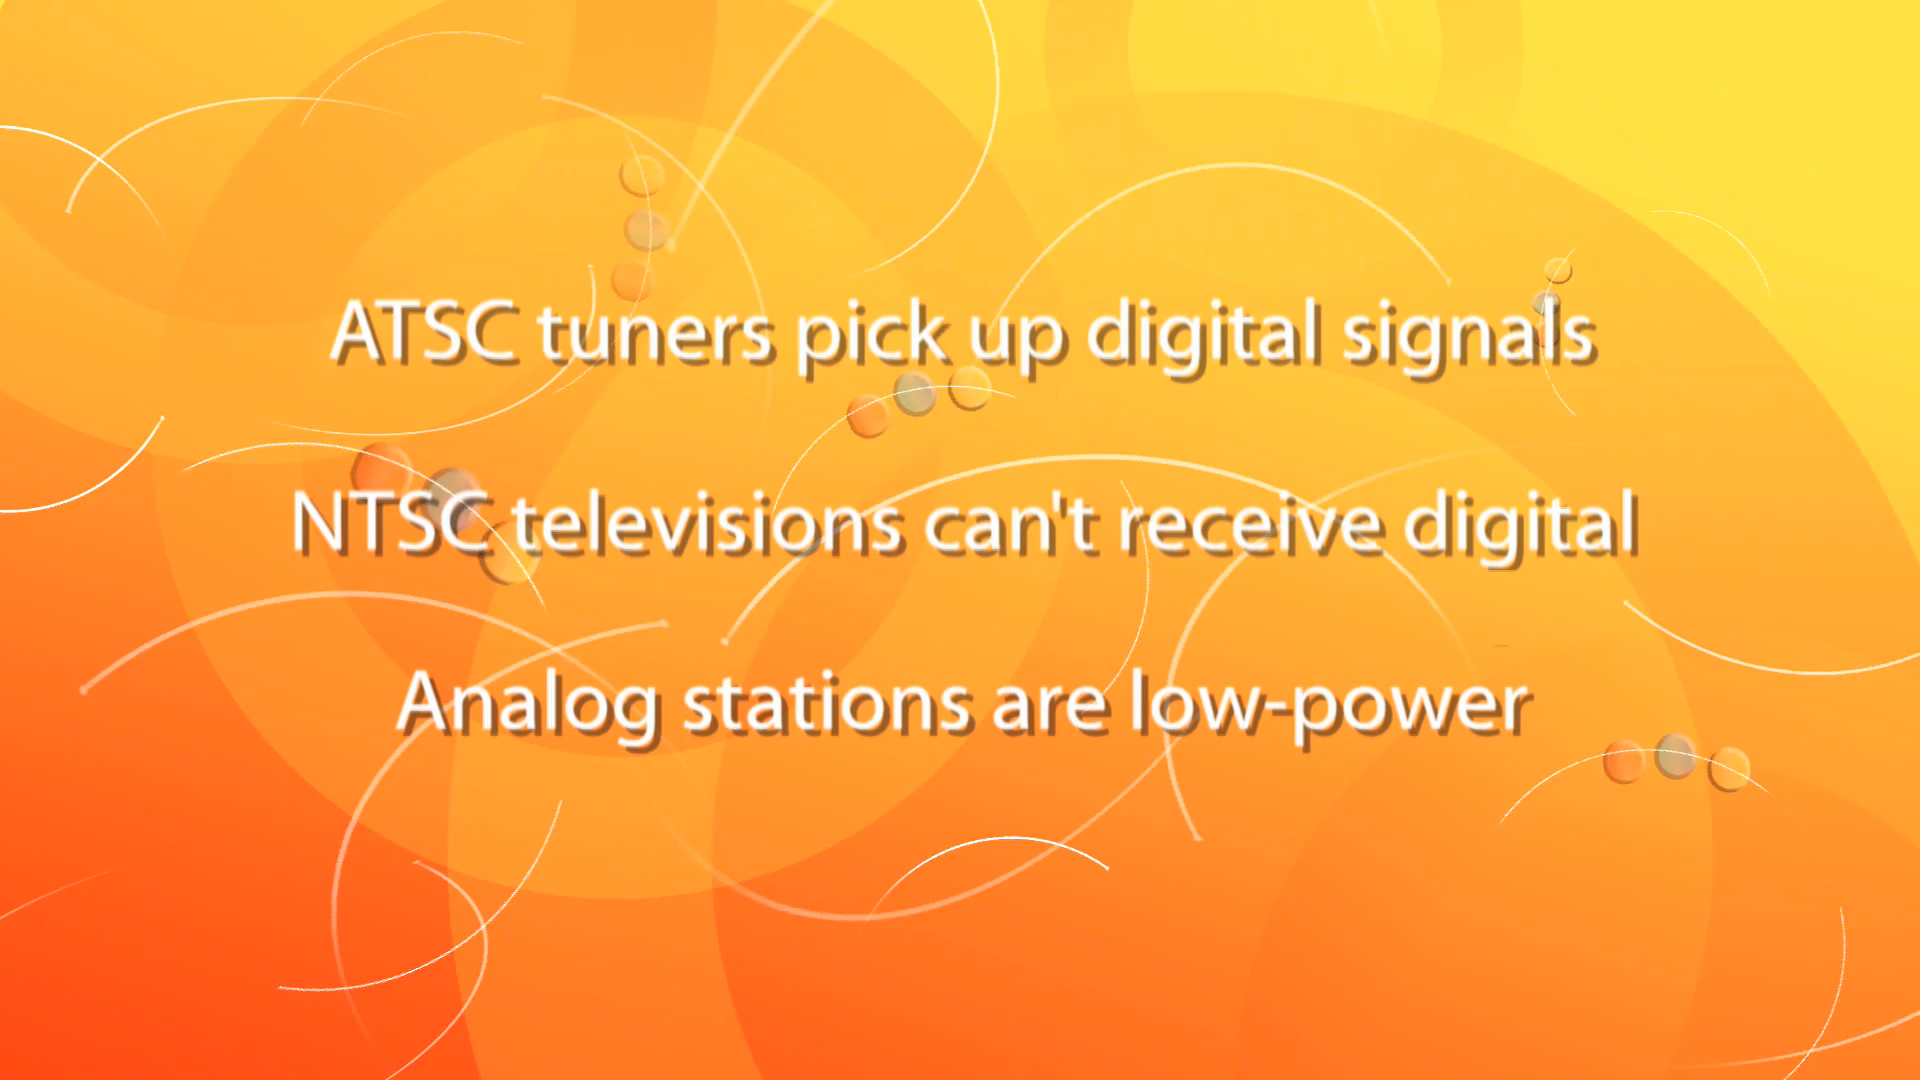 ATSC tuners pick up digital signals
NTSC televisions can't receive digital
Analog stations are low-power